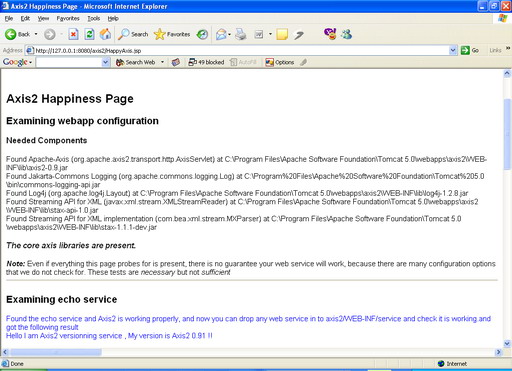 Axis2 Happiness Page - Microsoft Internet Explorer
File Edit View Favorites Tools Help
Back Search Favorites
Address http://127.0.0.1:8080/axis2/HappyAxis.jsp Go Links
Google Search Web 49 blocked AutoFill Options
Axis2 Happiness Page
Examining webapp configuration
Needed Components
Found Apache-Axis (org.apache.axis2.transport.http.AxisServlet) at C:\Program Files\Apache Software Foundation\Tomcat 5.0\webapps\axis2\WEB-
INF\lib\axis2-0.9.jar
Found Jakarta-Commons Logging (org.apache.commons.logging.Log) at C:\Program%20Files\Apache%20Software%20Foundation\Tomcat%205.0
\bin\commons-logging-api.jar
Found Log4j (org.apache.log4j.Layout) at C:\Program Files\Apache Software Foundation\Tomcat 5.0\webapps\axis2\WEB-INF\lib\log4j-1.2.8.jar
Found Streaming API for XML (javax.xml.stream.XMLStreamReader) at C:\Program Files\Apache Software Foundation\Tomcat 5.0\webapps\axis2
\WEB-INF\lib\stax-api-1.0.jar
Found Streaming API for XML implementation (com.bea.xml.stream.MXParser) at C:\Program Files\Apache Software Foundation\Tomcat 5.0
\webapps\axis2\WEB-INF\lib\stax-1.1.1-dev.jar
The core axis libraries are present.
Note: Even if everything this page probes for is present, there is no guarantee your web service will work, because there are many configuration options
that we do not check for. These tests are necessary but not sufficient
Examining echo service
Found the echo service and Axis2 is working properly, and now you can drop any web service in to axis2/WEB-INF/service and check it is working and
got the following result
Hello I am Axis2 versionning service , My version is Axis2 0.91 !!
Done Internet